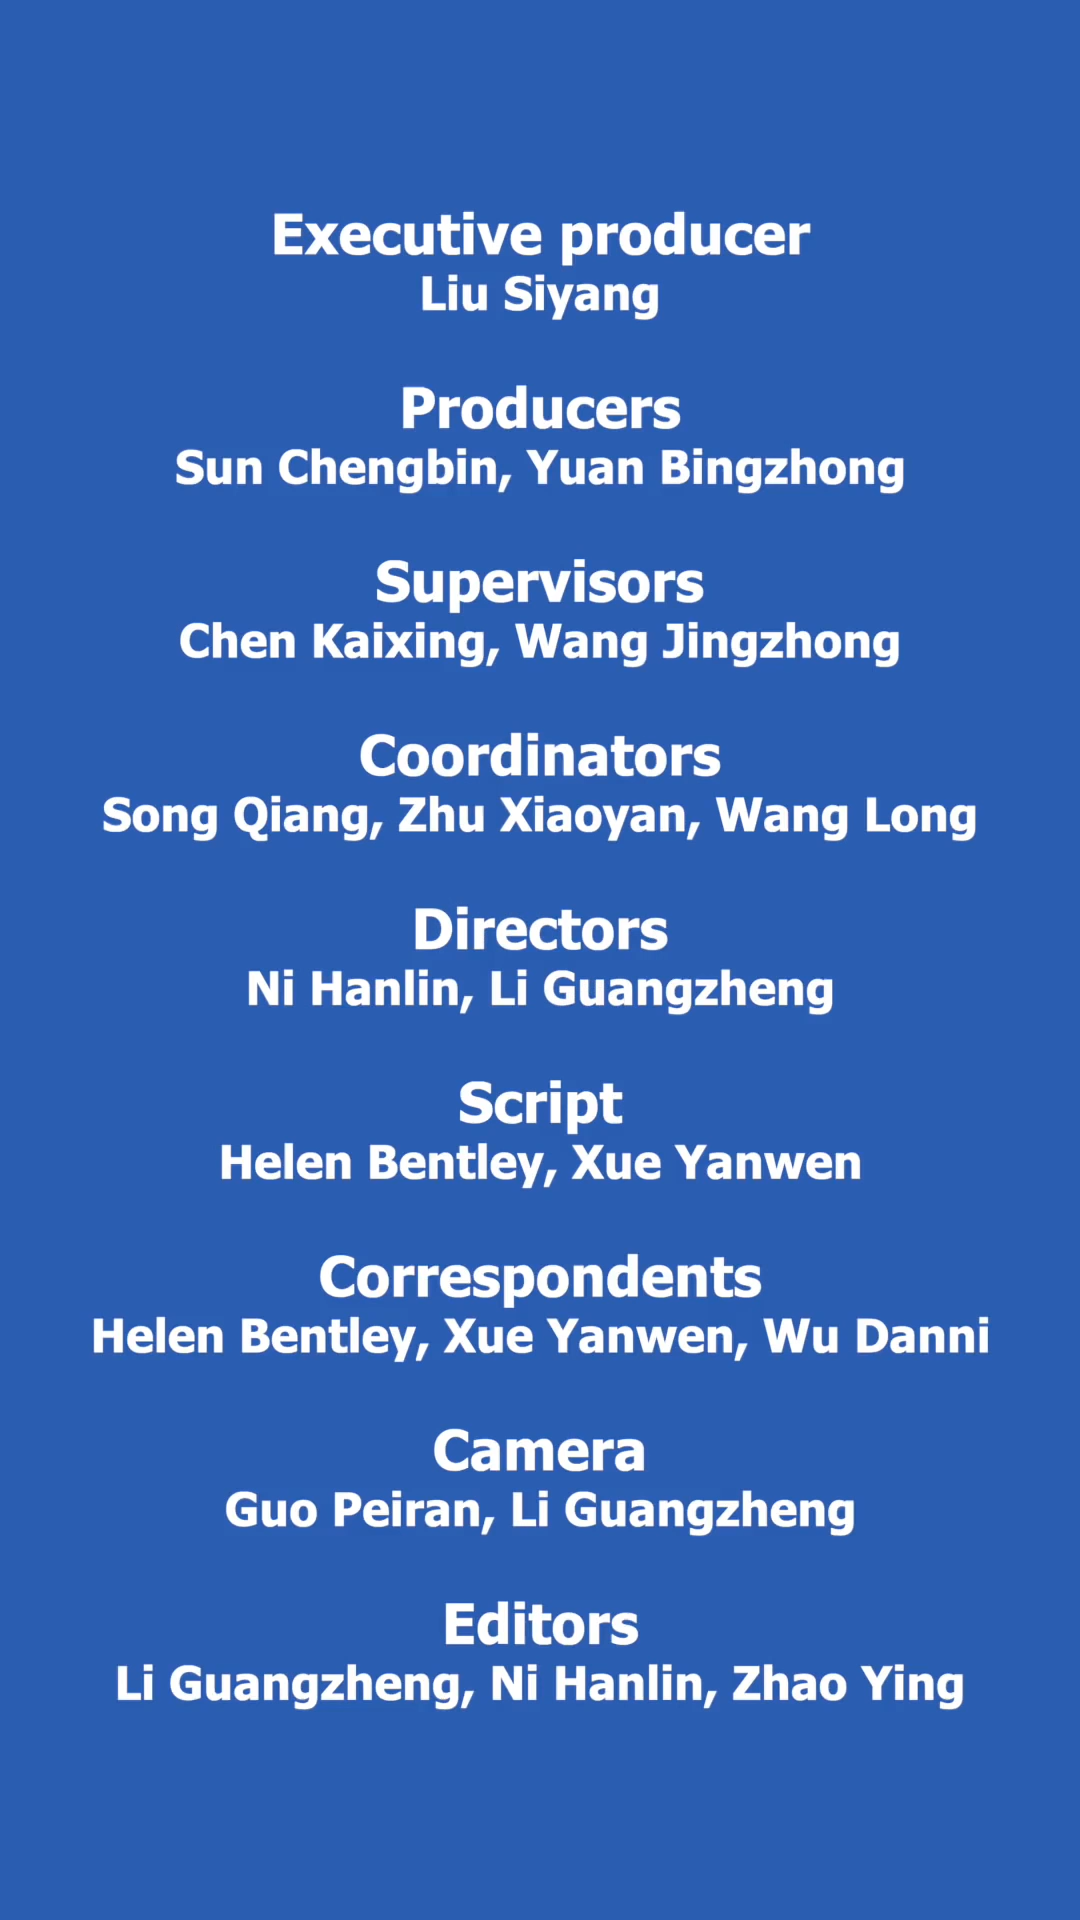 Executive producer
Liu Siyang
Producers
Sun Chengbin, Yuan Bingzhong
Supervisors
Chen Kaixing, Wang Jingzhong
Coordinators
Song Qiang, Zhu Xiaoyan, Wang Long
Directors
Ni Hanlin, Li Guangzheng
Script
Helen Bentley, Xue Yanwen
Correspondents
Helen Bentley, Xue Yanwen, Wu Danni
Camera
Guo Peiran, Li Guangzheng
Editors
Li Guangzheng, Ni Hanlin, Zhao Ying